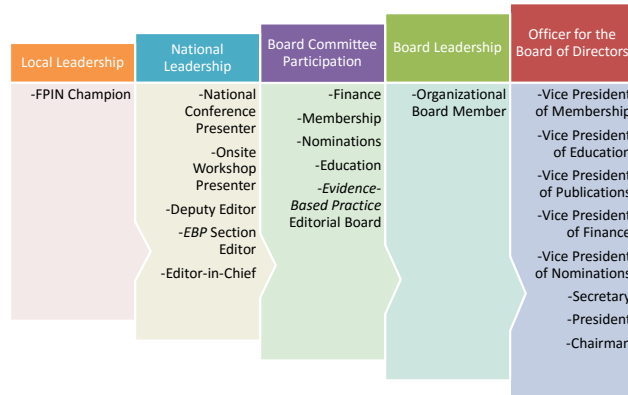 Local Leadership
-FPIN Champion
National
Leadership
-National
Conference
Presenter
-Onsite
Workshop
Presenter
-Deputy Editor
-EBP Section
Editor
-Editor-in-Chief
Board Committee
Participation
-Finance
-Membership
-Nominations
-Education
-Evidence-
Based Practice
Editorial Board
Board Leadership
-Organizational
Board Member
Officer for the
Board of Directors
-Vice President
of Membership
-Vice President
of Education
-Vice President
of Publications
-Vice President
of Finance
-Vice President
of Nominations
-Secretary
-President
-Chairman